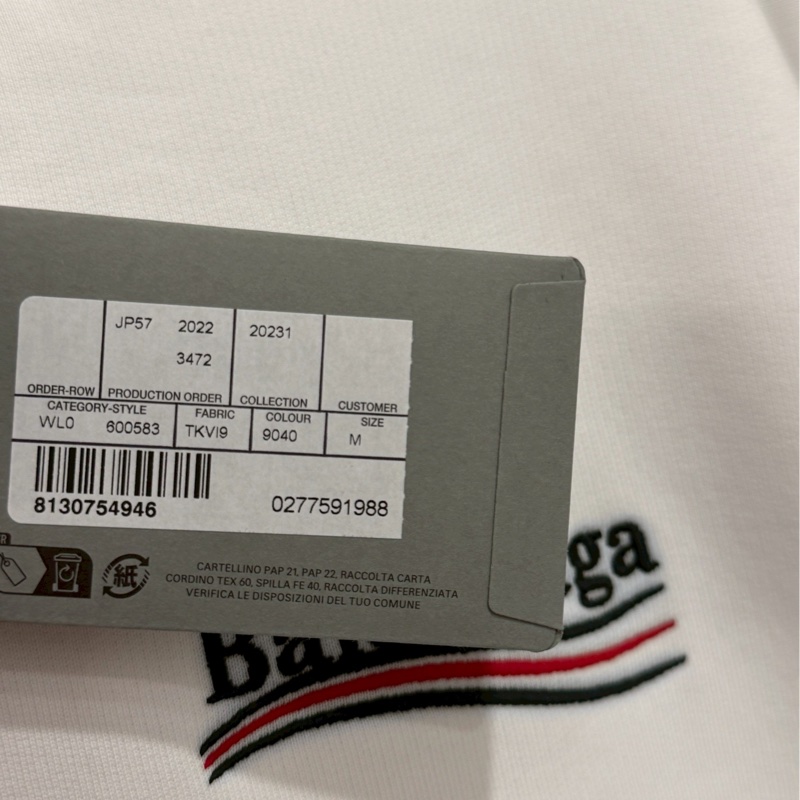 JP57 2022 20231
3472
ORDER-ROW PRODUCTION ORDER COLLECTION CUSTOMER
CATEGORY-STYLE FABRIC COLOUR SIZE
WL0 600583 TKVI9 9040 M
8130754946 0277591988
R
紙
CARTELLINO PAP 21, PAP 22, RACCOLTA CARTA
CORDINO TEX 60, SPILLA FE 40, RACCOLTA DIFFERENZIATA
VERIFICA LE DISPOSIZIONI DEL TUO COMUNE
Bal ga